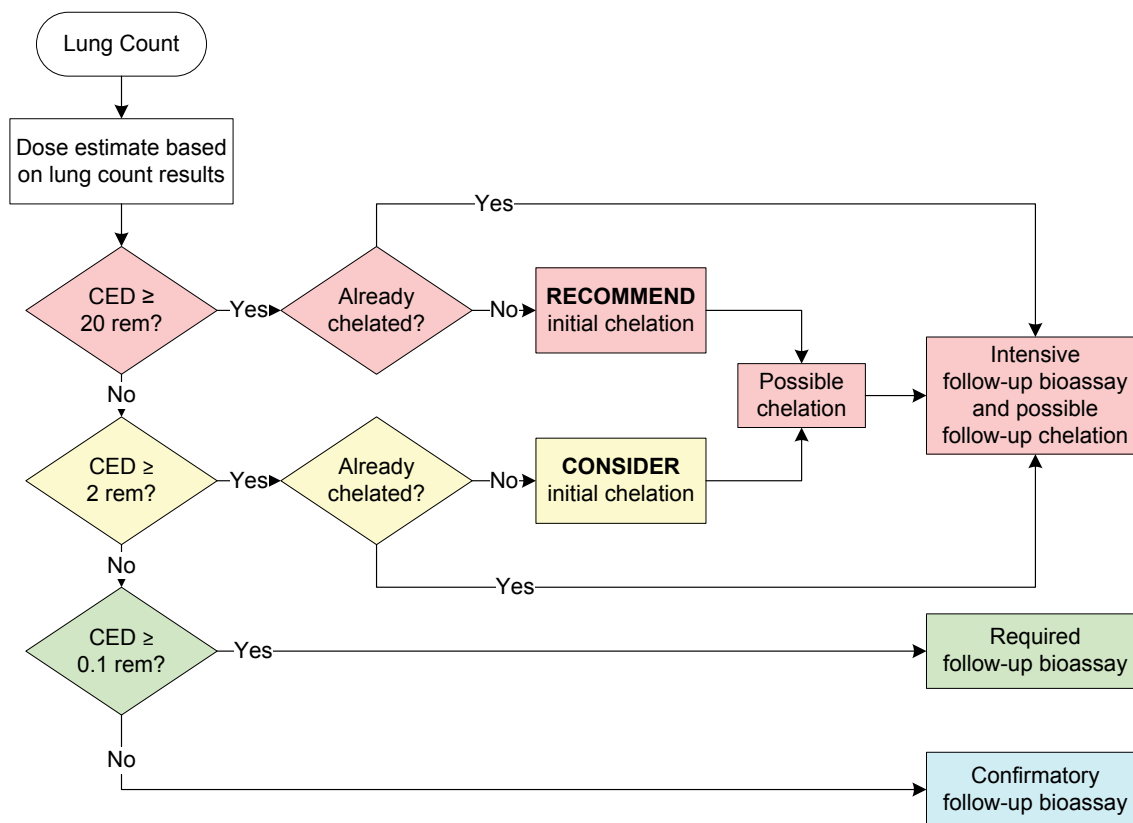 Lung Count
Dose estimate based
on lung count results
Yes
CED ≥
20 rem?
Yes
Already
chelated?
No
RECOMMEND
initial chelation
Possible
chelation
Intensive
follow-up bioassay
and possible
follow-up chelation
No
CED ≥
2 rem?
Yes
Already
chelated?
No
CONSIDER
initial chelation
No
Yes
CED ≥
0.1 rem?
Yes
Required
follow-up bioassay
No
Confirmatory
follow-up bioassay